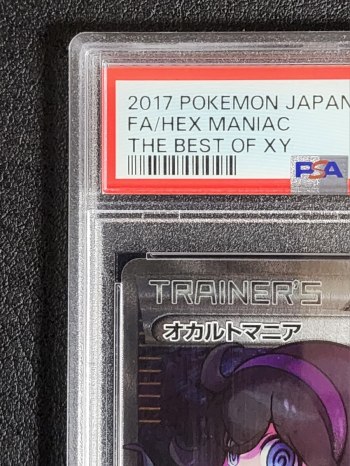 2017 POKEMON JAPAN
FA/HEX MANIAC
THE BEST OF XY
PSA
TRAINER'S
オカルトマニア